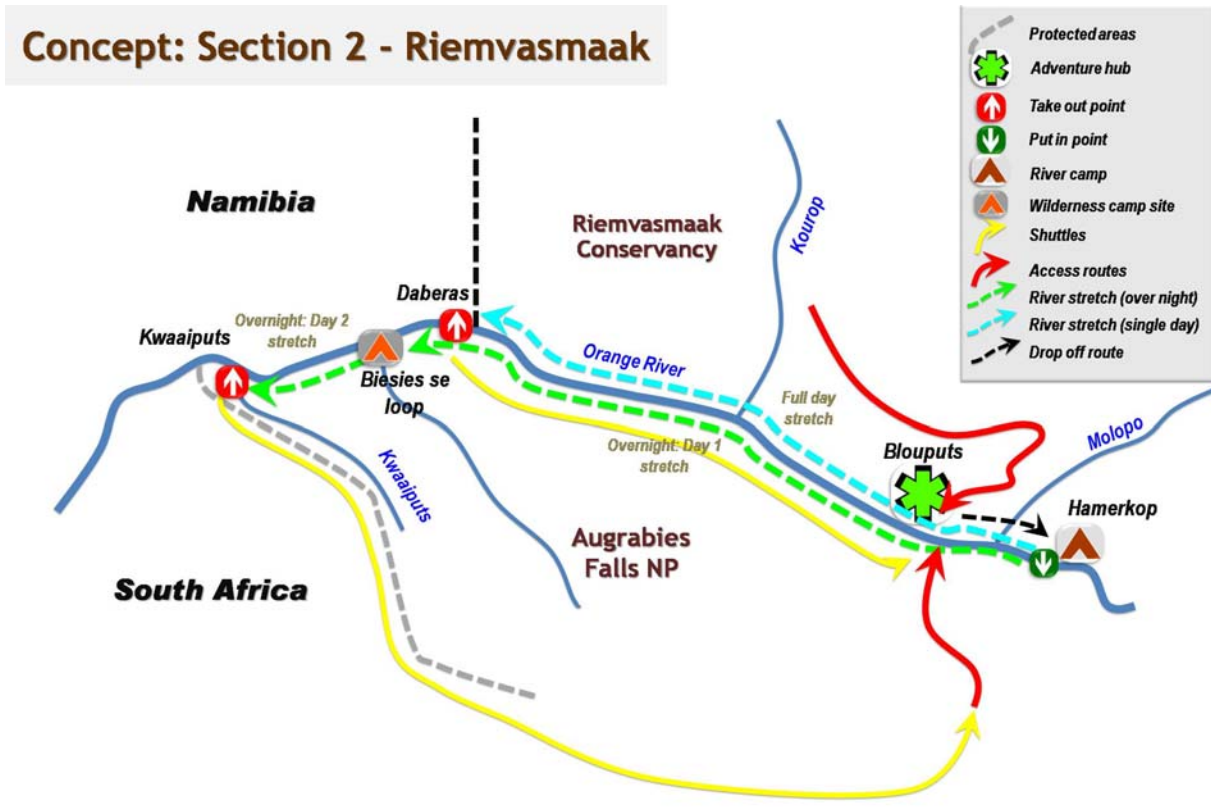 Concept: Section 2 - Riemvasmaak
Protected areas
Adventure hub
Take out point
Put in point
River camp
Wilderness camp site
Shuttles
Access routes
River stretch (over night)
River stretch (single day)
Drop off route
Namibia
Riemvasmaak
Conservancy
Kourop
Daberas
Kwaaiputs
Overnight: Day 2
stretch
Biesies se
loop
Orange River
Full day
stretch
Overnight: Day 1
stretch
Molopo
Blouputs
Hamerkop
Kwaaiputs
Augrabies
Falls NP
South Africa